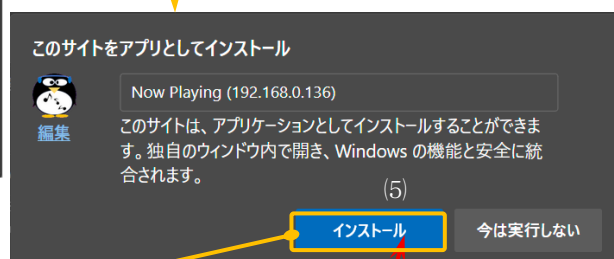 このサイトをアプリとしてインストール
Now Playing (192.168.0.136)
編集
このサイトは、アプリケーションとしてインストールすることができま
す。独自のウィンドウ内で開き、Windows の機能と安全に統
合されます。
(5)
インストール
今は実行しない